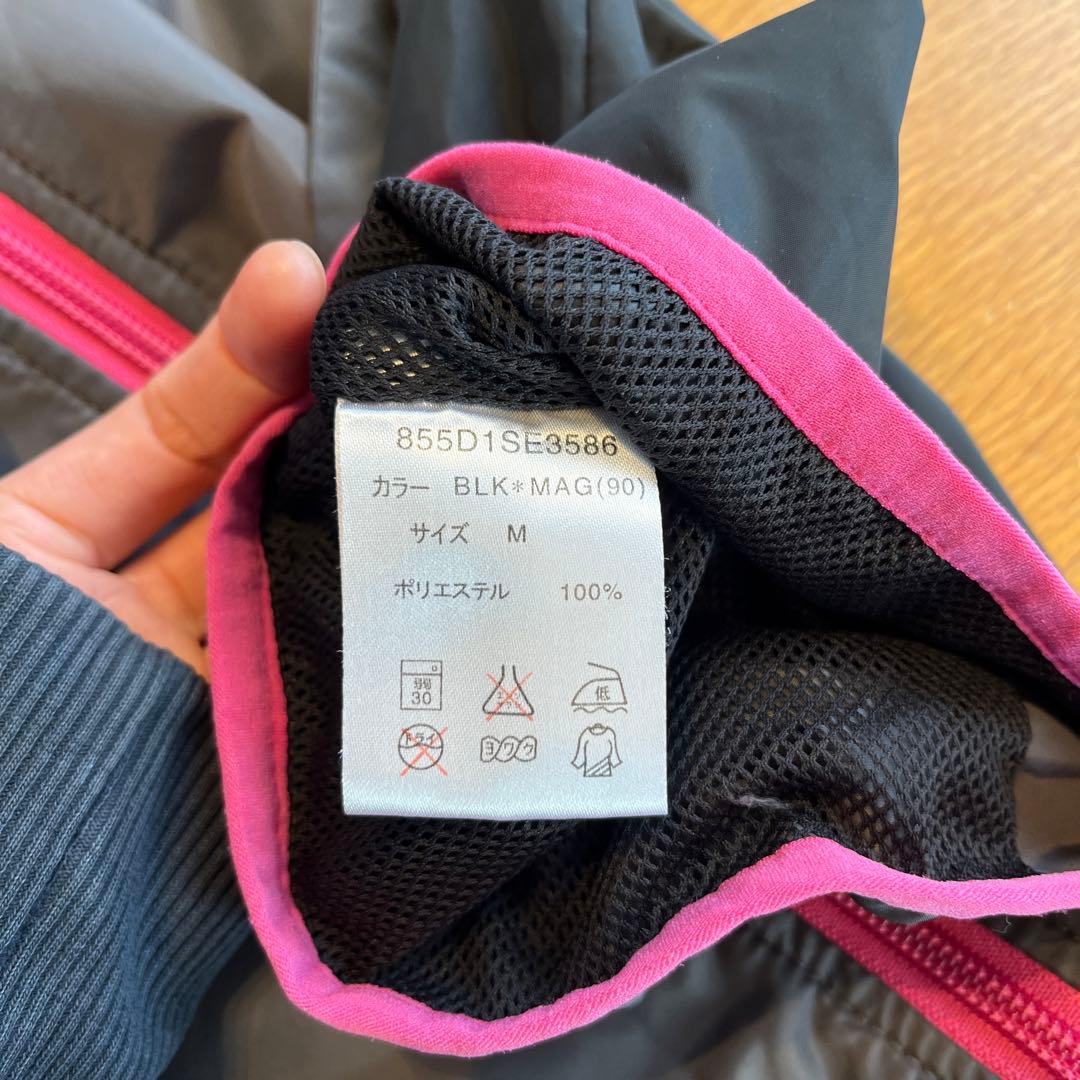 855D1SE3586
カラー BLK*MAG(90)
サイズ M
ポリエステル 100%
弱
30
低
ドライ
ヨワク